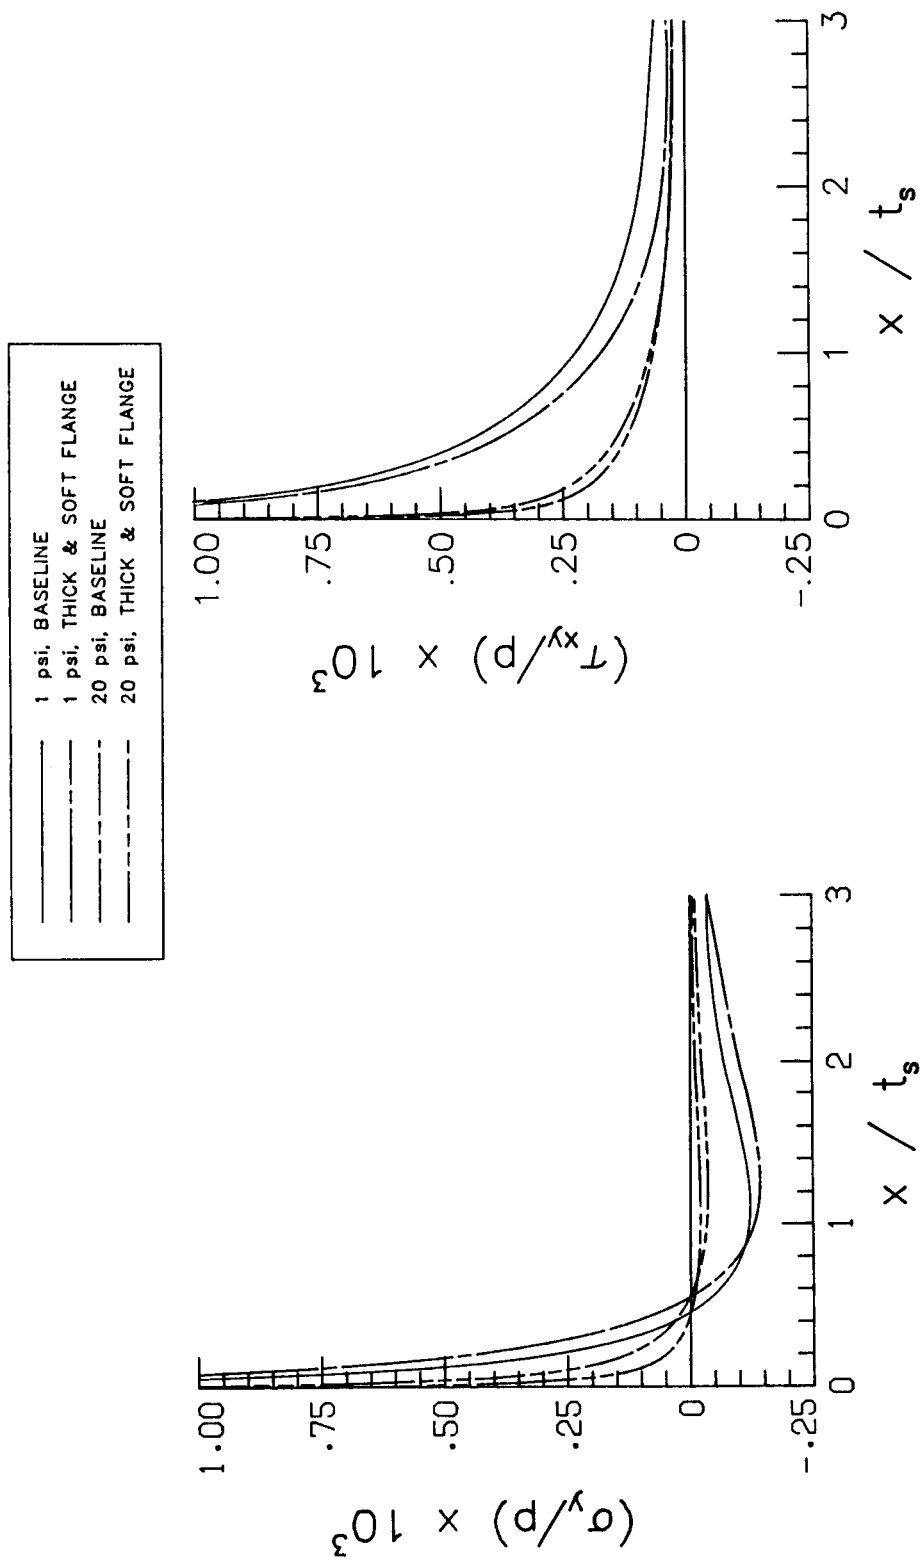 1 psi, BASELINE
1 psi, THICK & SOFT FLANGE
20 psi, BASELINE
20 psi, THICK & SOFT FLANGE
(σy/p) × 10³
1.00
.75
.50
.25
0
-.25
0
1
2
3
x / ts
(τxy/p) × 10³
1.00
.75
.50
.25
0
-.25
0
1
2
3
x / ts